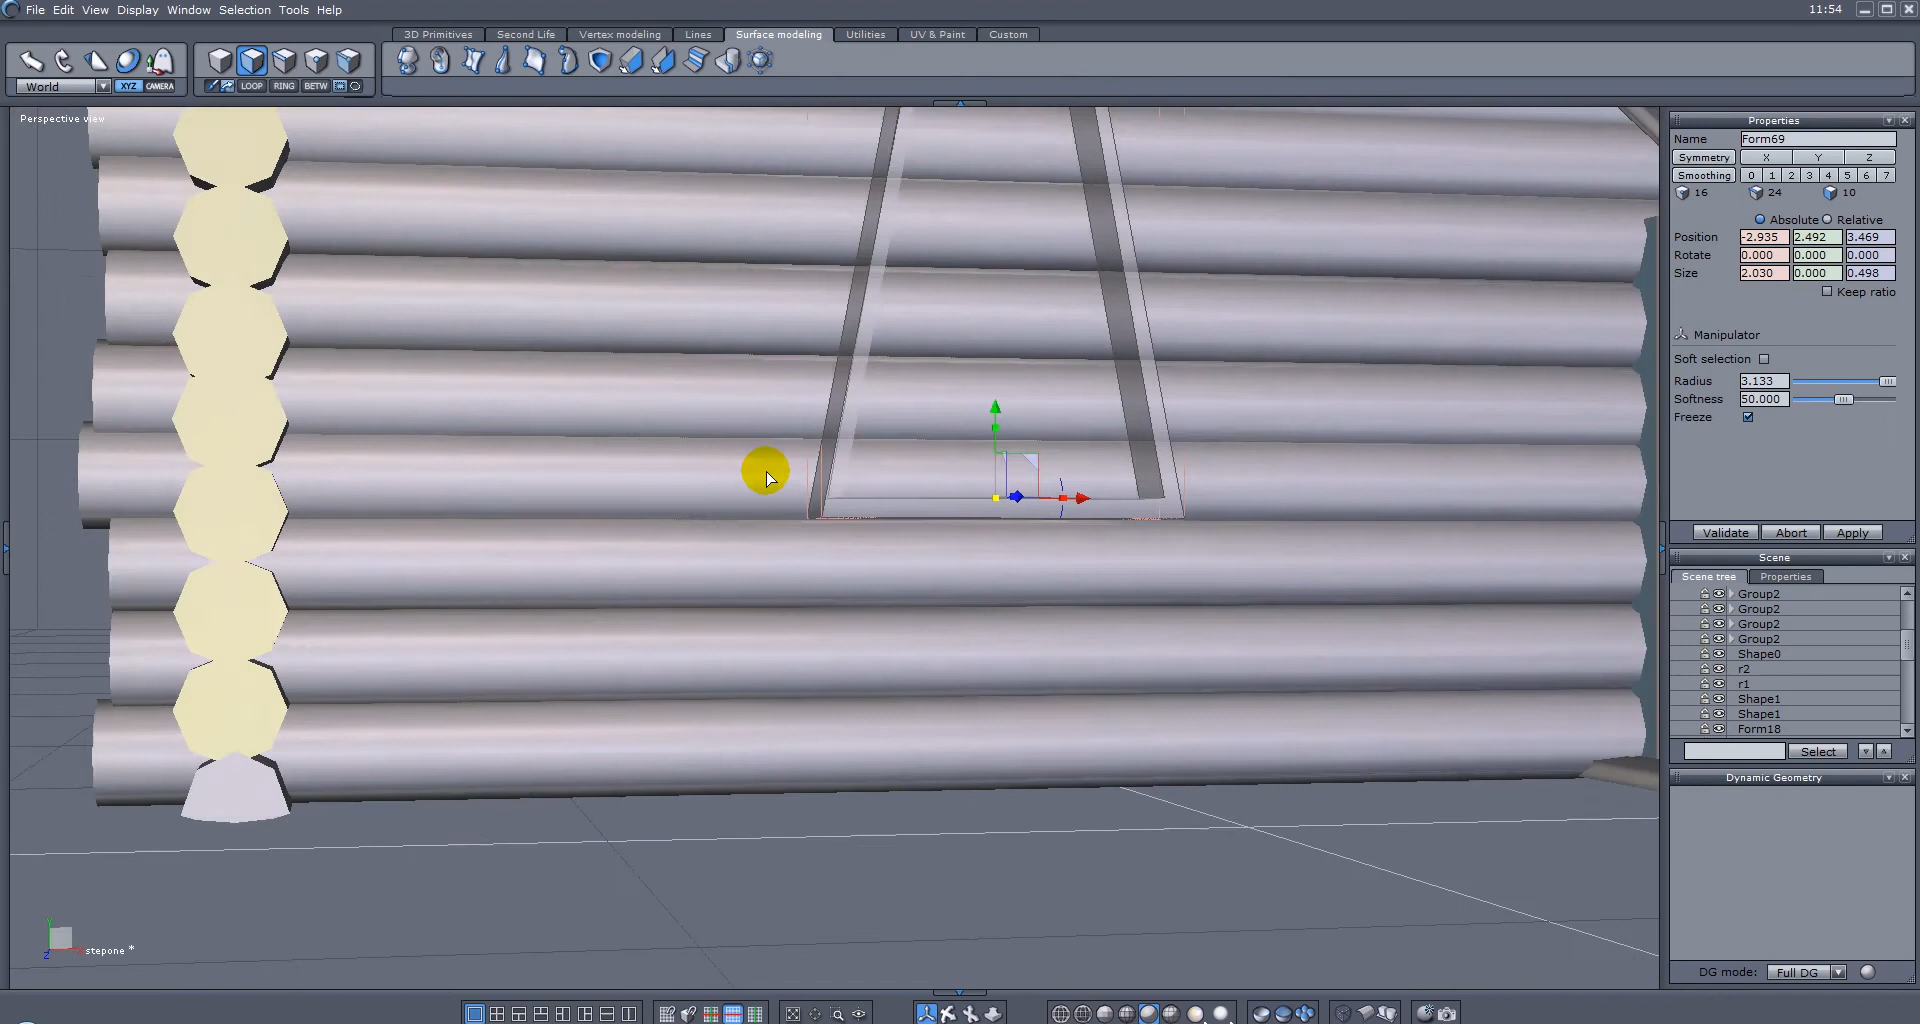 File Edit View Display Window Selection Tools Help
11:54
3D Primitives Second Life Vertex modeling Lines Surface modeling Utilities UV & Paint Custom
World XYZ CAMERA
LOOP RING BETW
Perspective view
Properties
Name Form69
Symmetry X Y Z
Smoothing 0 1 2 3 4 5 6 7
16 24 10
Absolute Relative
Position -2.935 2.492 3.469
Rotate 0.000 0.000 0.000
Size 2.030 0.000 0.498
Keep ratio
Manipulator
Soft selection
Radius 3.133
Softness 50.000
Freeze
Validate Abort Apply
Scene
Scene tree Properties
Group2
Group2
Group2
Group2
Shape0
r2
r1
Shape1
Shape1
Form18
Select
Dynamic Geometry
Y
Z
stepone *
DG mode: Full DG